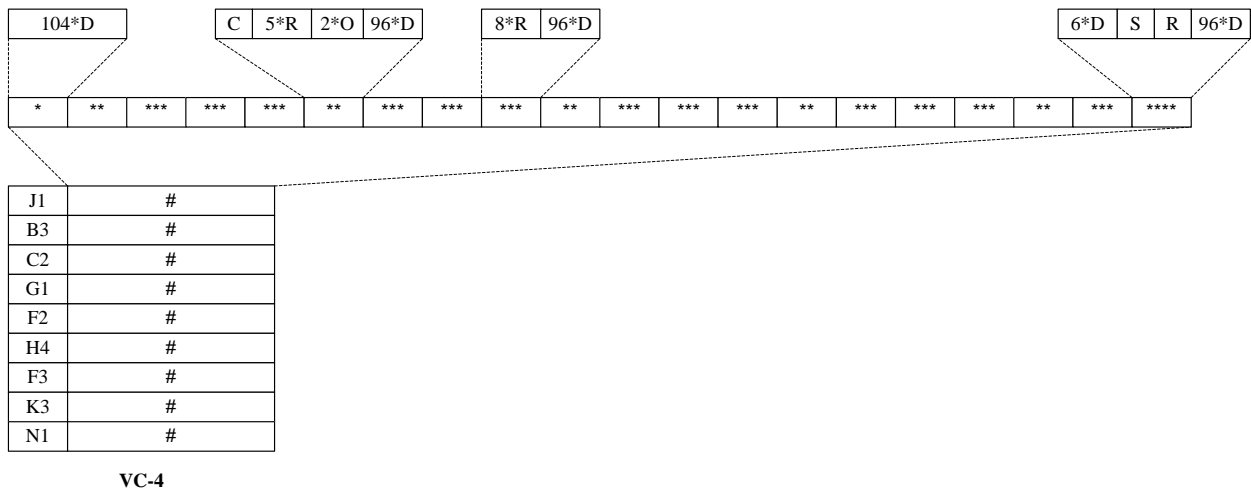 104*D C 5*R 2*O 96*D 8*R 96*D 6*D S R 96*D
* ** *** *** *** ** *** *** *** ** *** *** *** ** *** *** *** ** *** ****
J1 #
B3 #
C2 #
G1 #
F2 #
H4 #
F3 #
K3 #
N1 #
VC-4